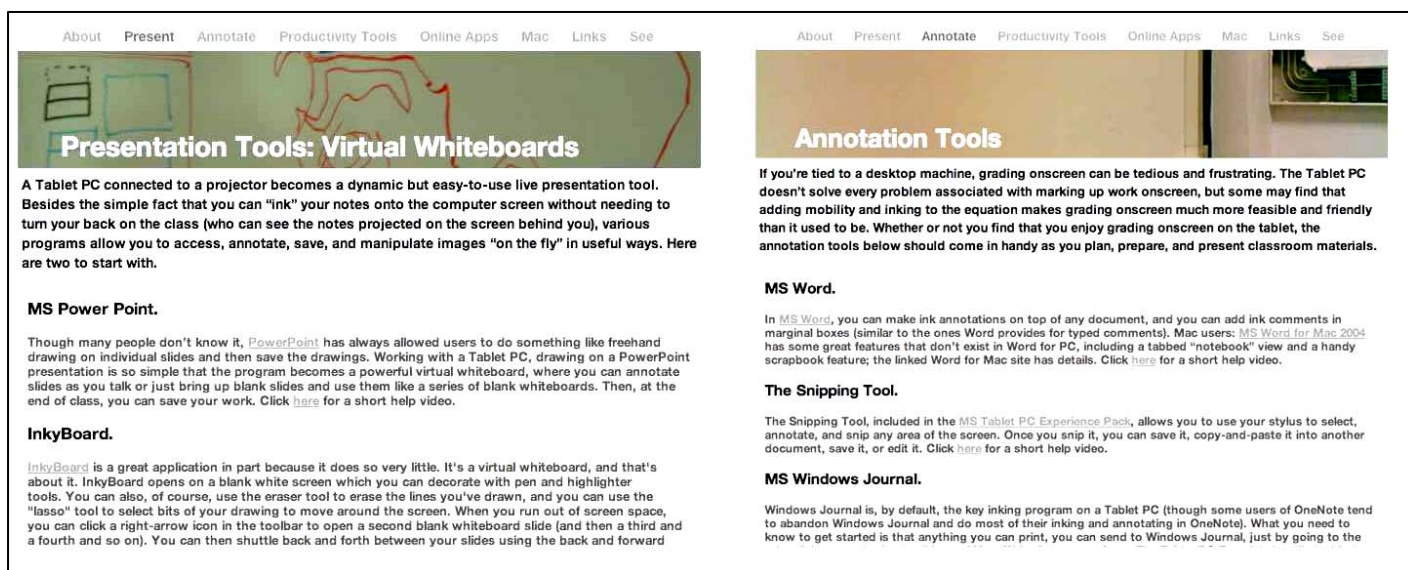 About Present Annotate Productivity Tools Online Apps Mac Links See
Presentation Tools: Virtual Whiteboards
A Tablet PC connected to a projector becomes a dynamic but easy-to-use live presentation tool.
Besides the simple fact that you can “ink” your notes onto the computer screen without needing to
turn your back on the class (who can see the notes projected on the screen behind you), various
programs allow you to access, annotate, save, and manipulate images “on the fly” in useful ways. Here
are two to start with.
MS Power Point.
Though many people don’t know it, PowerPoint has always allowed users to do something like freehand
drawing on individual slides and then save the drawings. Working with a Tablet PC, drawing on a PowerPoint
presentation is so simple that the program becomes a powerful virtual whiteboard, where you can annotate
slides as you talk or just bring up blank slides and use them like a series of blank whiteboards. Then, at the
end of class, you can save your work. Click here for a short help video.
InkyBoard.
InkyBoard is a great application in part because it does so very little. It's a virtual whiteboard, and that's
about it. InkyBoard opens on a blank white screen which you can decorate with pen and highlighter
tools. You can also, of course, use the eraser tool to erase the lines you've drawn, and you can use the
"lasso" tool to select bits of your drawing to move around the screen. When you run out of screen space,
you can click a right-arrow icon in the toolbar to open a second blank whiteboard slide (and then a third and
a fourth and so on). You can then shuttle back and forth between your slides using the back and forward
About Present Annotate Productivity Tools Online Apps Mac Links See
Annotation Tools
If you’re tied to a desktop machine, grading onscreen can be tedious and frustrating. The Tablet PC
doesn’t solve every problem associated with marking up work onscreen, but some may find that
adding mobility and inking to the equation makes grading onscreen much more feasible and friendly
than it used to be. Whether or not you find that you enjoy grading onscreen on the tablet, the
annotation tools below should come in handy as you plan, prepare, and present classroom materials.
MS Word.
In MS Word, you can make ink annotations on top of any document, and you can add ink comments in
marginal boxes (similar to the ones Word provides for typed comments). Mac users: MS Word for Mac 2004
has some great features that don’t exist in Word for PC, including a tabbed “notebook” view and a handy
scrapbook feature; the linked Word for Mac site has details. Click here for a short help video.
The Snipping Tool.
The Snipping Tool, included in the MS Tablet PC Experience Pack, allows you to use your stylus to select,
annotate, and snip any area of the screen. Once you snip it, you can save it, copy-and-paste it into another
document, save it, or edit it. Click here for a short help video.
MS Windows Journal.
Windows Journal is, by default, the key inking program on a Tablet PC (though some users of OneNote tend
to abandon Windows Journal and do most of their inking and annotating in OneNote). What you need to
know to get started is that anything you can print, you can send to Windows Journal, just by going to the